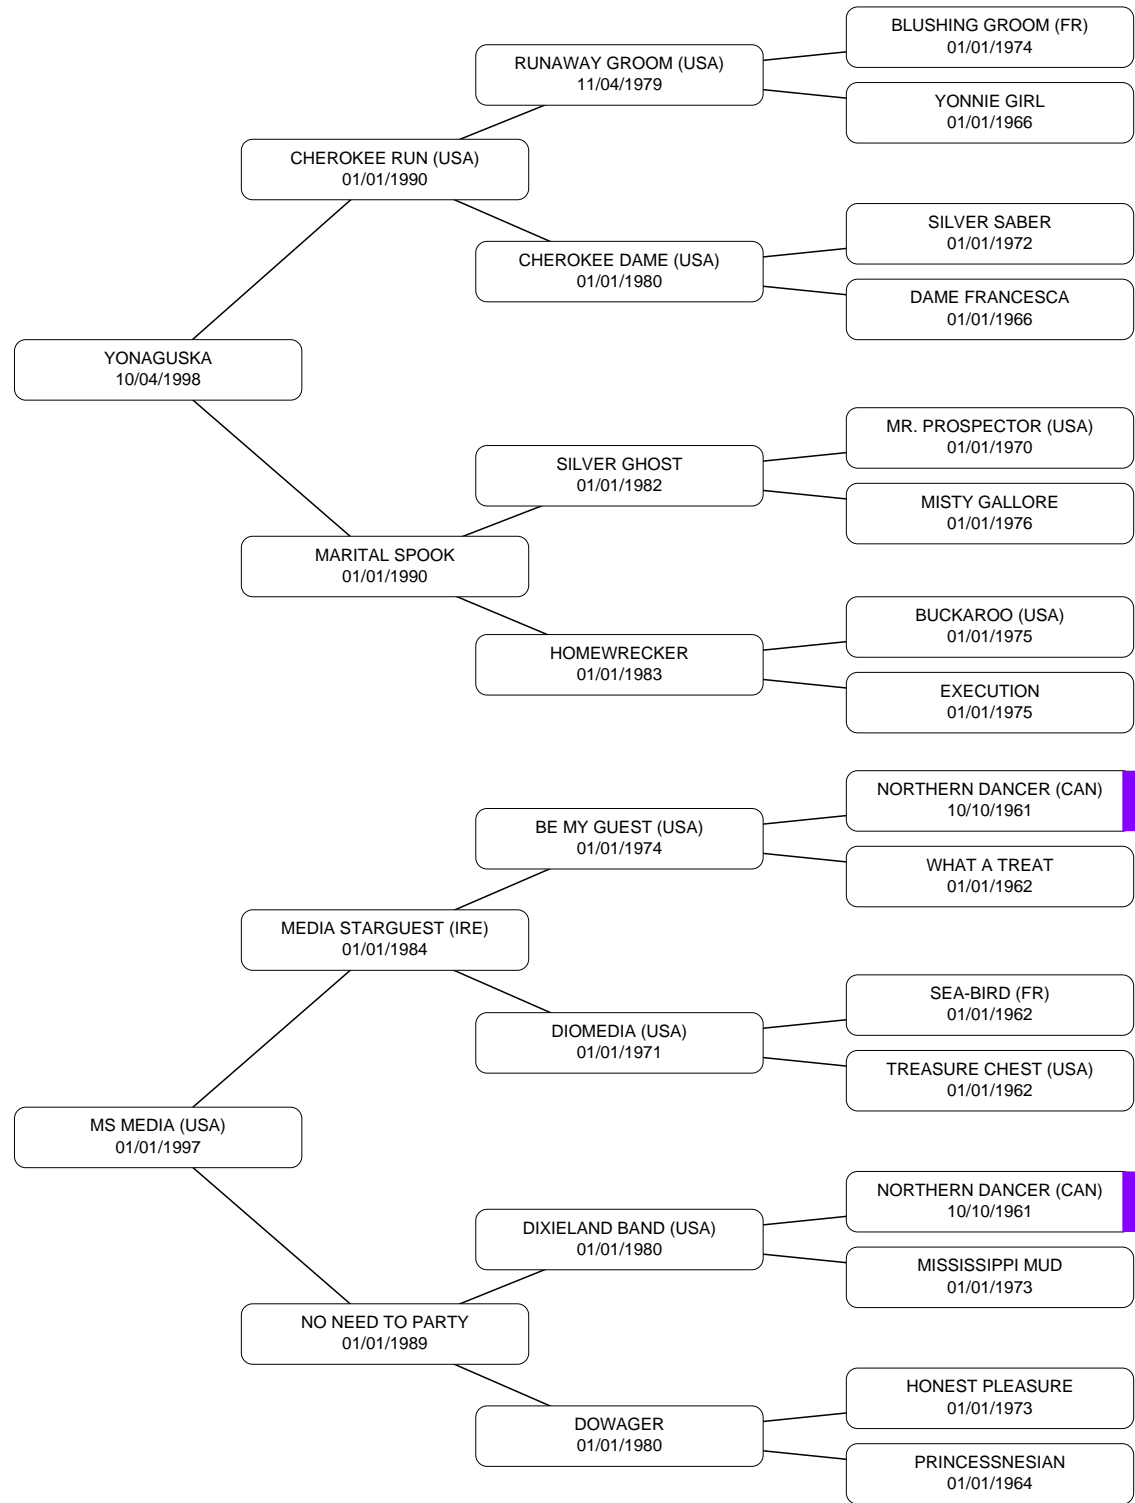 BLUSHING GROOM (FR)
01/01/1974
RUNAWAY GROOM (USA)
11/04/1979
YONNIE GIRL
01/01/1966
CHEROKEE RUN (USA)
01/01/1990
SILVER SABER
01/01/1972
CHEROKEE DAME (USA)
01/01/1980
DAME FRANCESCA
01/01/1966
YONAGUSKA
10/04/1998
MR. PROSPECTOR (USA)
01/01/1970
SILVER GHOST
01/01/1982
MISTY GALLORE
01/01/1976
MARITAL SPOOK
01/01/1990
BUCKAROO (USA)
01/01/1975
HOMEWRECKER
01/01/1983
EXECUTION
01/01/1975
NORTHERN DANCER (CAN)
10/10/1961
BE MY GUEST (USA)
01/01/1974
WHAT A TREAT
01/01/1962
MEDIA STARGUEST (IRE)
01/01/1984
SEA-BIRD (FR)
01/01/1962
DIOMEDIA (USA)
01/01/1971
TREASURE CHEST (USA)
01/01/1962
MS MEDIA (USA)
01/01/1997
NORTHERN DANCER (CAN)
10/10/1961
DIXIELAND BAND (USA)
01/01/1980
MISSISSIPPI MUD
01/01/1973
NO NEED TO PARTY
01/01/1989
HONEST PLEASURE
01/01/1973
DOWAGER
01/01/1980
PRINCESSNESIAN
01/01/1964